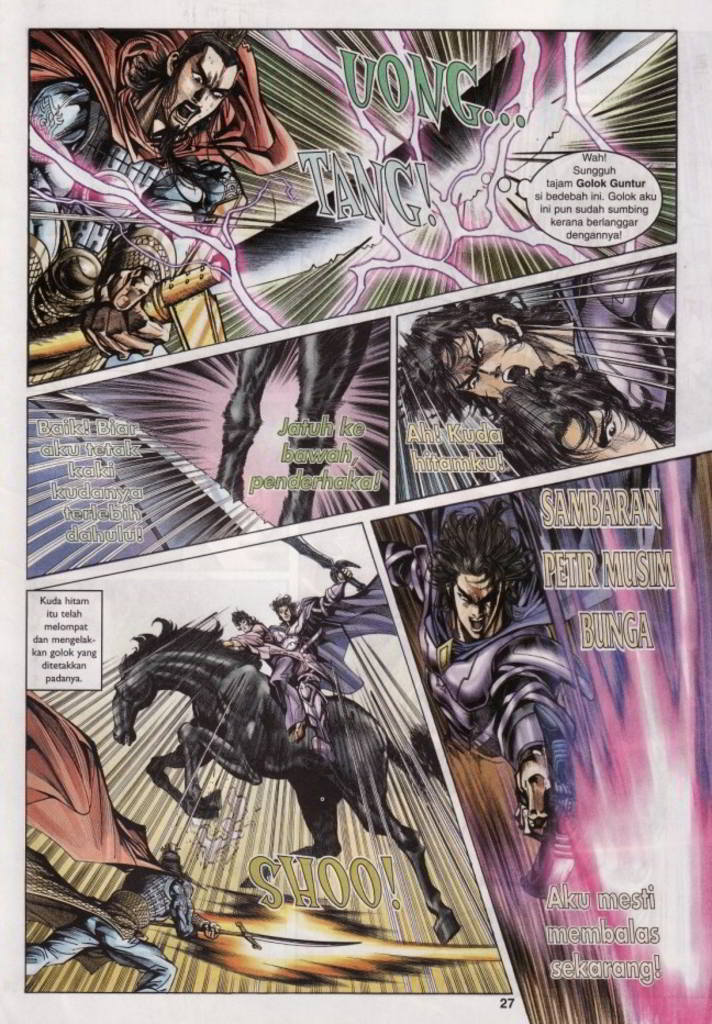 UONG...
TANG!
Wah!
Sungguh
tajam Golok Guntur
si bedebah ini. Golok aku
ini pun sudah sumbing
kerana berlanggar
dengannya!
Baik! Biar
aku tetak
kaki
kudanya
terlebih
dahulu!
Jatuh ke
bawah,
penderhaka!
Ah! Kuda
hitamku!
Kuda hitam
itu telah
melompat
dan mengelak-
kan golok yang
ditetakkan
padanya.
SHOO!
SAMBARAN
PETIR MUSIM
BUNGA
Aku mesti
membalas
sekarang!
27